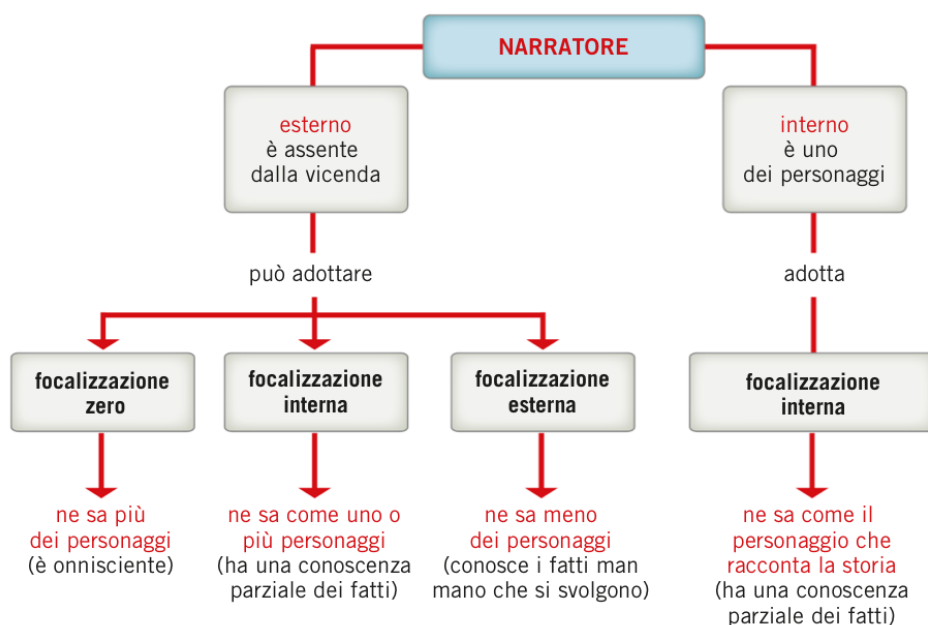 NARRATORE
esterno
è assente
dalla vicenda
interno
è uno
dei personaggi
può adottare
adotta
focalizzazione
zero
focalizzazione
interna
focalizzazione
esterna
focalizzazione
interna
ne sa più
dei personaggi
(è onnisciente)
ne sa come uno o
più personaggi
(ha una conoscenza
parziale dei fatti)
ne sa meno
dei personaggi
(conosce i fatti man
mano che si svolgono)
ne sa come il
personaggio che
racconta la storia
(ha una conoscenza
parziale dei fatti)